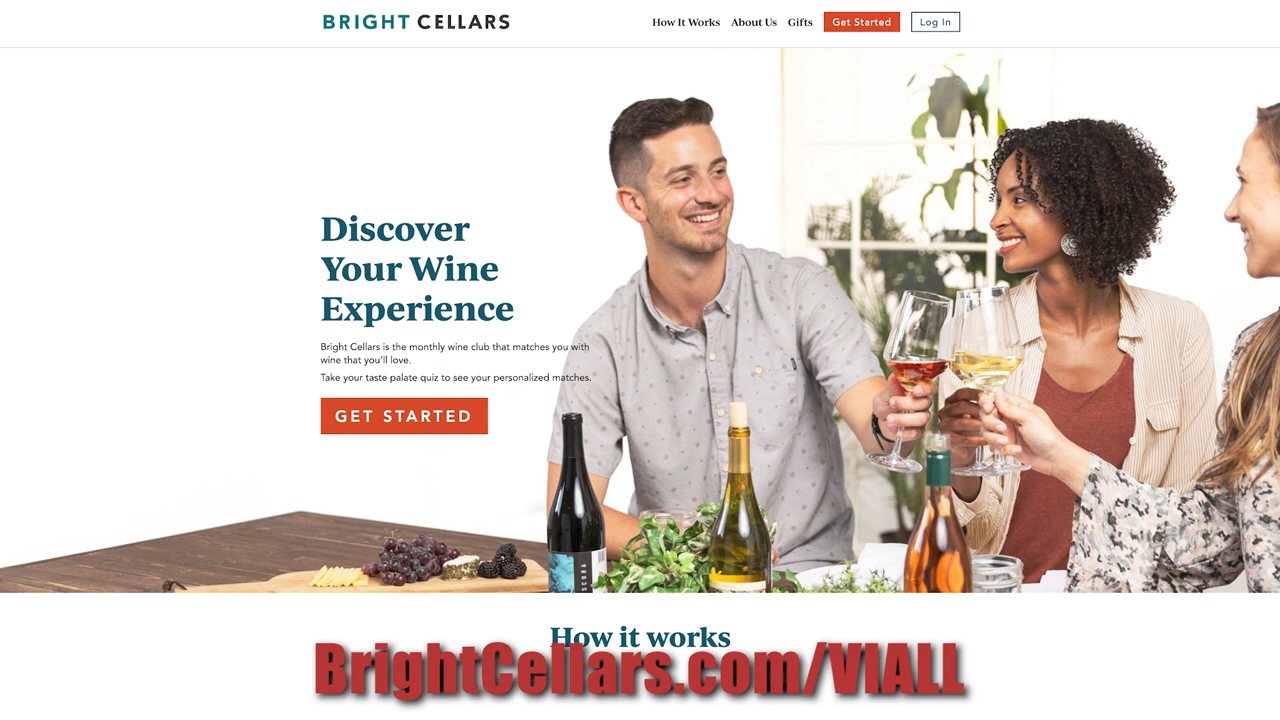 BRIGHT CELLARS
How It Works About Us Gifts Get Started Log In
Discover
Your Wine
Experience
Bright Cellars is the monthly wine club that matches you with
wine that you'll love.
Take your taste palate quiz to see your personalized matches.
GET STARTED
SCURA
How it works
BrightCellars.com/VIALL